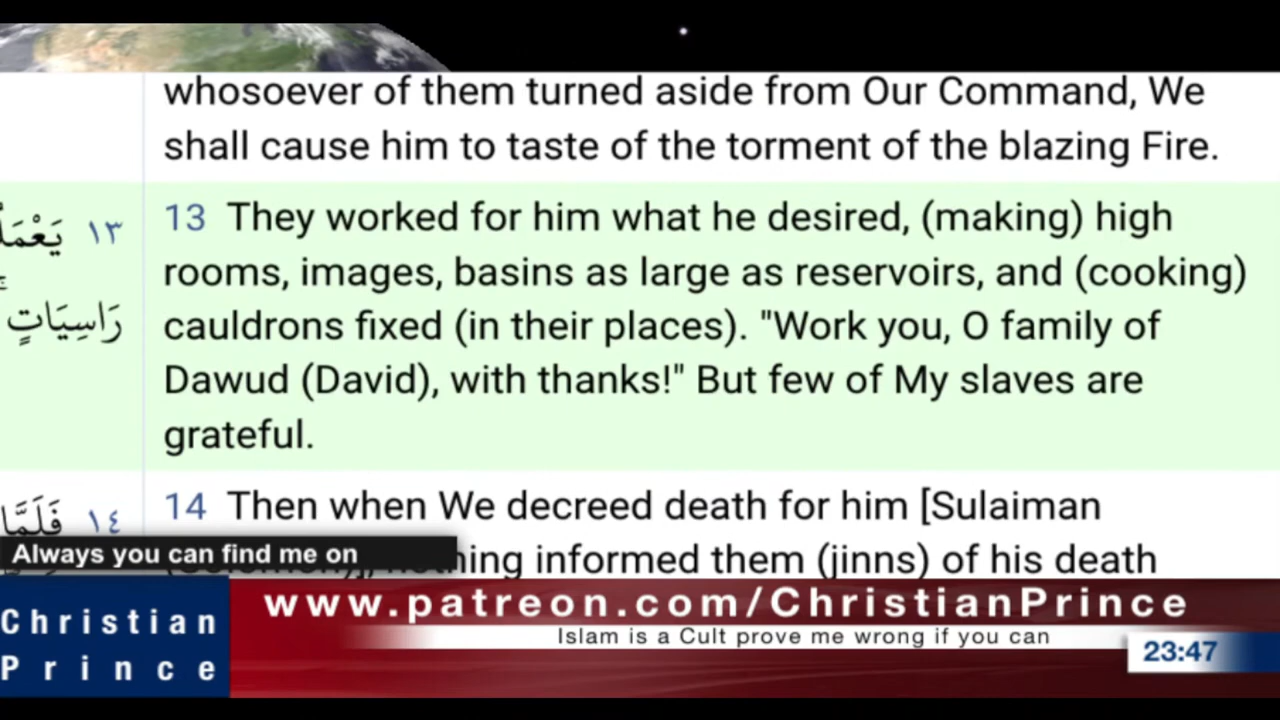 whosoever of them turned aside from Our Command, We
shall cause him to taste of the torment of the blazing Fire.
١٣
13 They worked for him what he desired, (making) high
rooms, images, basins as large as reservoirs, and (cooking)
رَاسِيَاتٍ
cauldrons fixed (in their places). "Work you, O family of
Dawud (David), with thanks!" But few of My slaves are
grateful.
فَلَمَّا ١٤
14 Then when We decreed death for him [Sulaiman
informed them (jinns) of his death
Always you can find me on
www.patreon.com/ChristianPrince
Islam is a Cult prove me wrong if you can
Christian
Prince
23:47